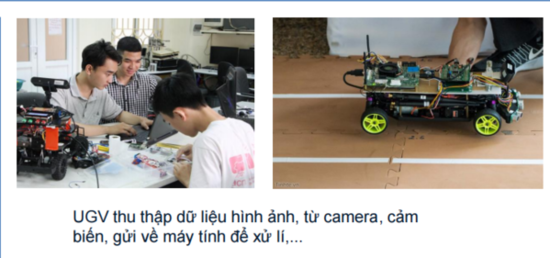 UGV thu thập dữ liệu hình ảnh, từ camera, cảm
biến, gửi về máy tính để xử lí,...